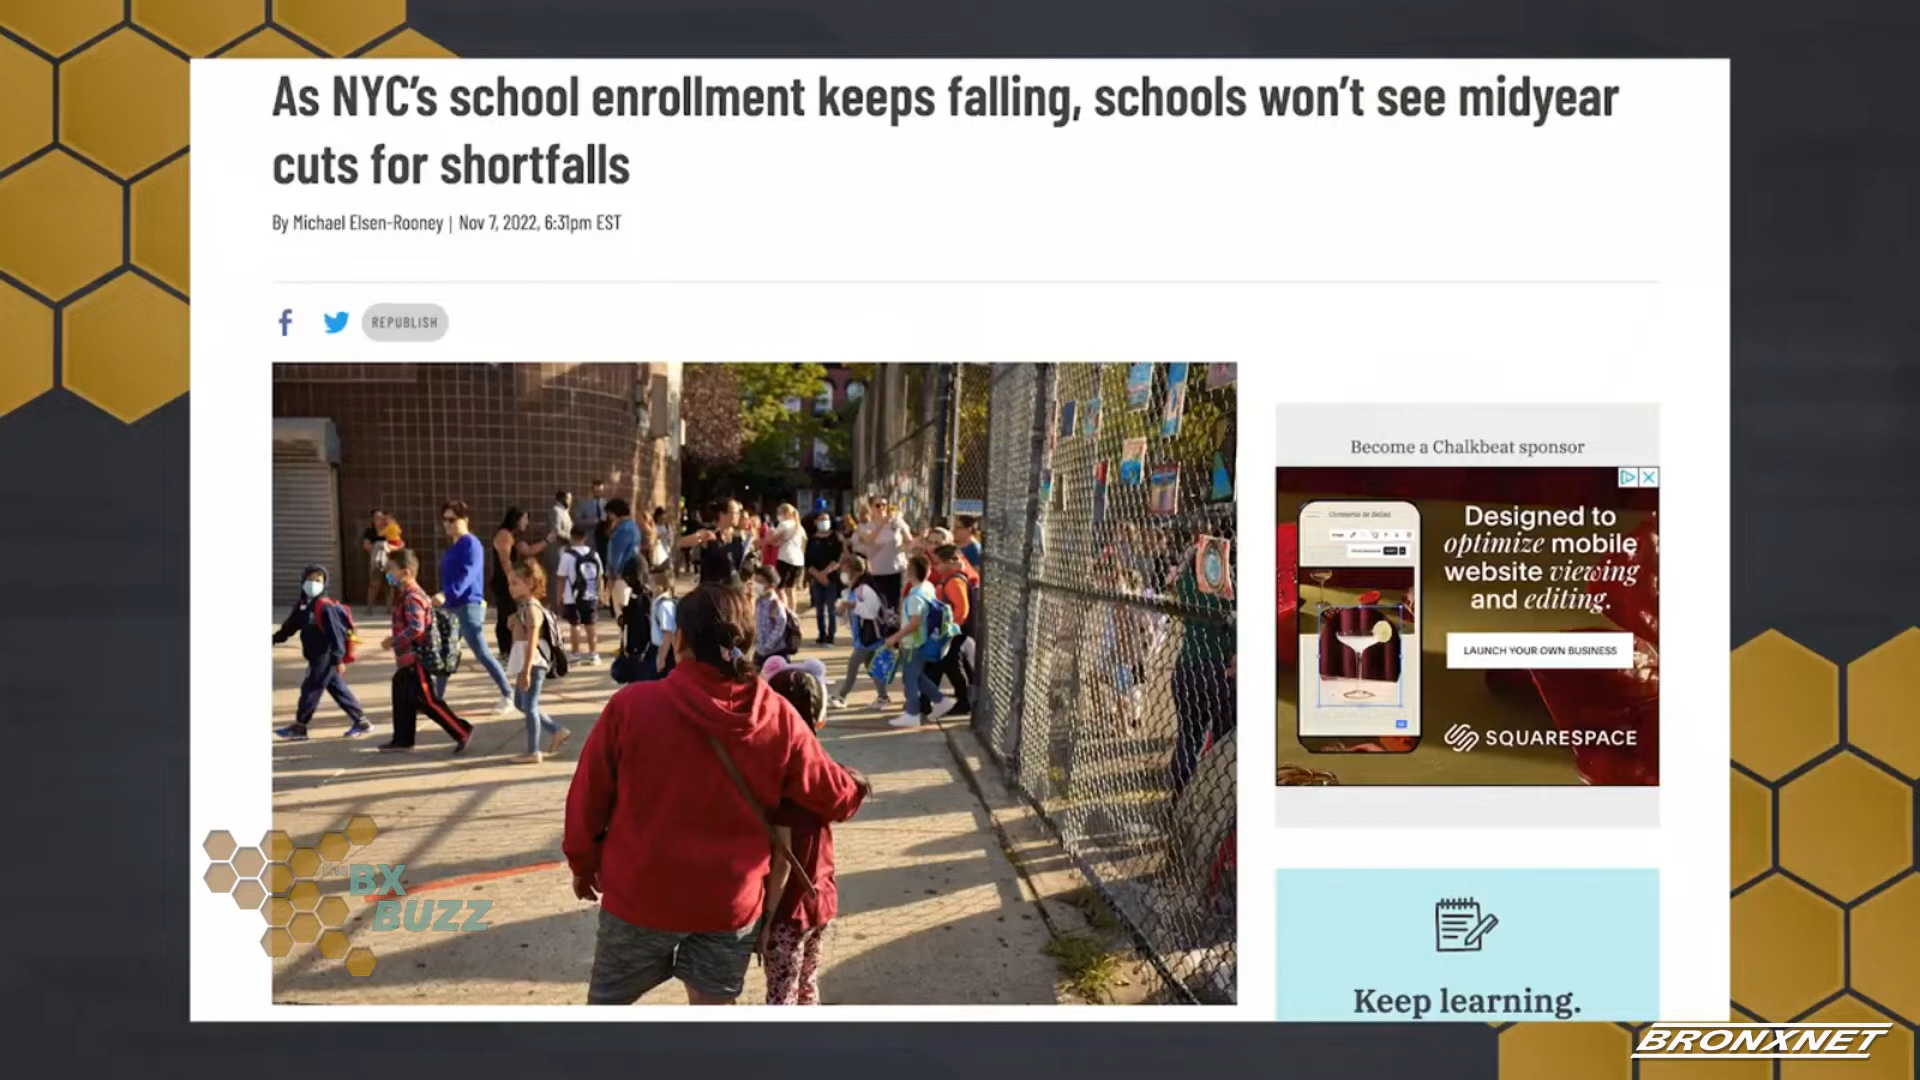 As NYC's school enrollment keeps falling, schools won't see midyear
cuts for shortfalls
By Michael Elsen-Rooney | Nov 7, 2022, 6:31pm EST
REPUBLISH
Become a Chalkbeat sponsor
Designed to
optimize mobile
website viewing
and editing.
LAUNCH YOUR OWN BUSINESS
SQUARESPACE
Keep learning.
THE
BX
BUZZ
BRONXNET